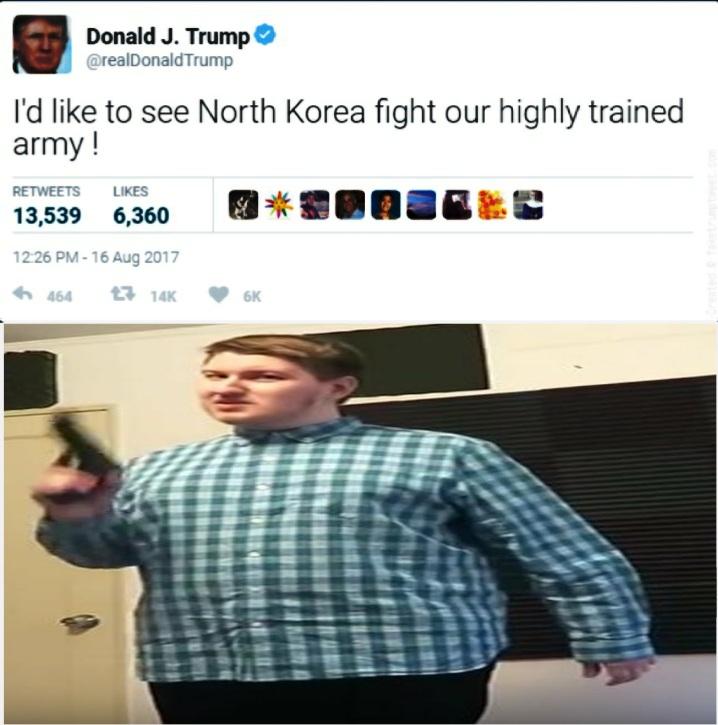 Donald J. Trump
@realDonaldTrump
I'd like to see North Korea fight our highly trained
army !
RETWEETS LIKES
13,539 6,360
12:26 PM - 16 Aug 2017
464 14K 6K